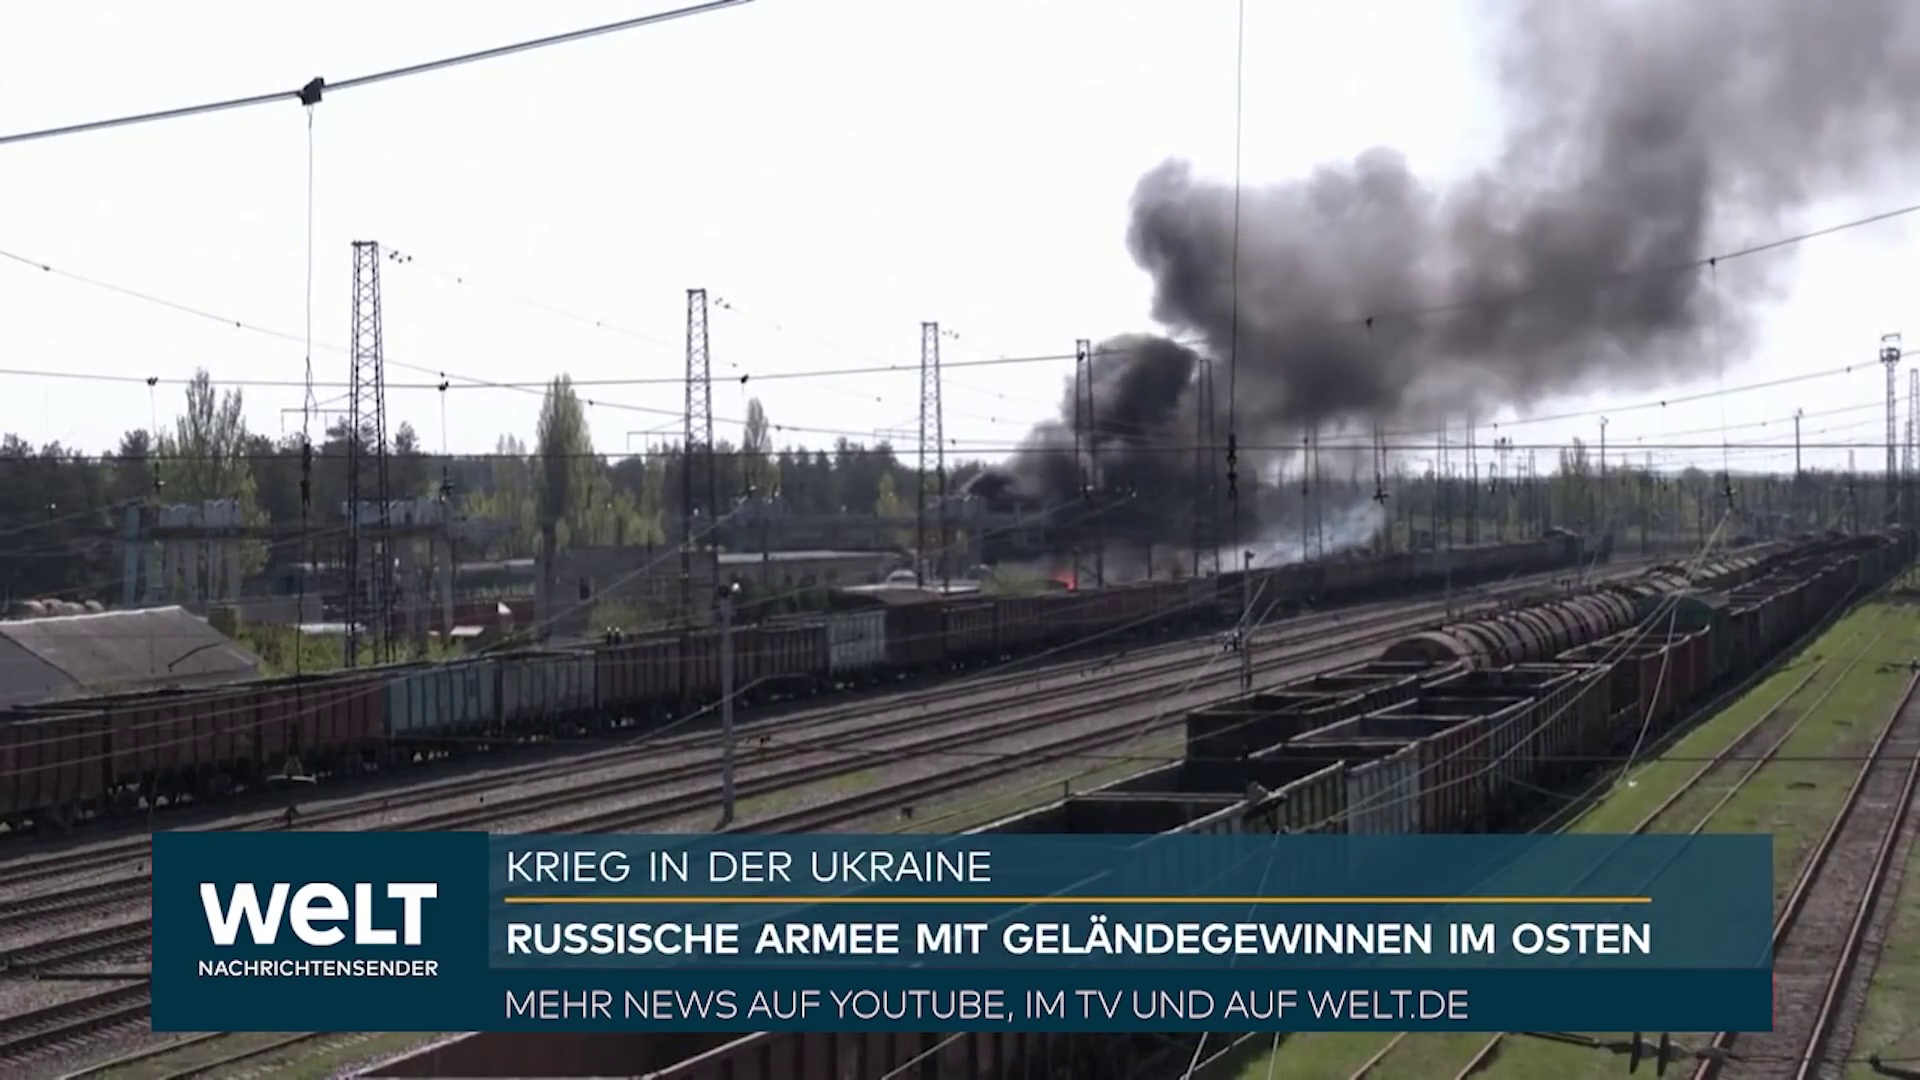 KRIEG IN DER UKRAINE
RUSSISCHE ARMEE MIT GELÄNDEGEWINNEN IM OSTEN
MEHR NEWS AUF YOUTUBE, IM TV UND AUF WELT.DE
WELT
NACHRICHTENSENDER